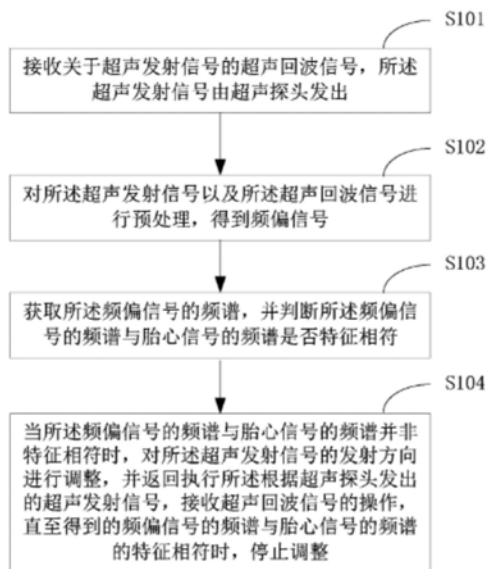 S101
接收关于超声发射信号的超声回波信号，所述
超声发射信号由超声探头发出
S102
对所述超声发射信号以及所述超声回波信号进
行预处理，得到频偏信号
S103
获取所述频偏信号的频谱，并判断所述频偏信
号的频谱与胎心信号的频谱是否特征相符
S104
当所述频偏信号的频谱与胎心信号的频谱并非
特征相符时，对所述超声发射信号的发射方向
进行调整，并返回执行所述根据超声探头发出
的超声发射信号，接收超声回波信号的操作，
直至得到的频偏信号的频谱与胎心信号的频谱
的特征相符时，停止调整